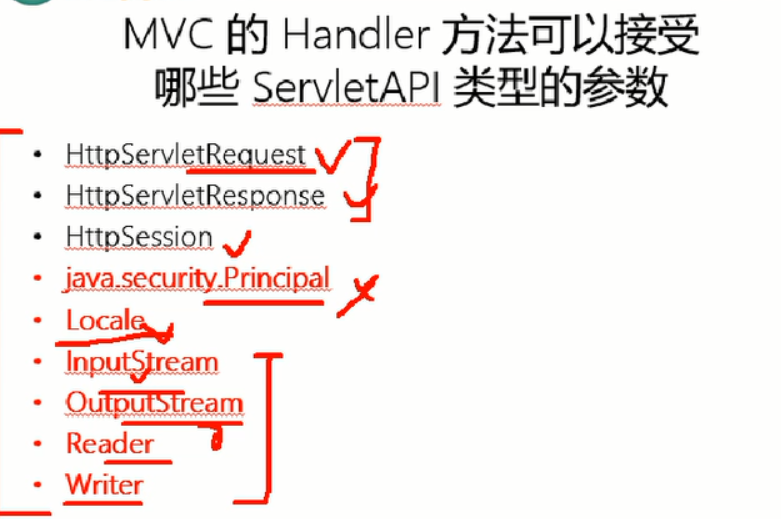 MVC 的 Handler 方法可以接受
哪些 ServletAPI 类型的参数
• HttpServletRequest
• HttpServletResponse
• HttpSession
• java.security.Principal
• Locale
• InputStream
• OutputStream
• Reader
• Writer